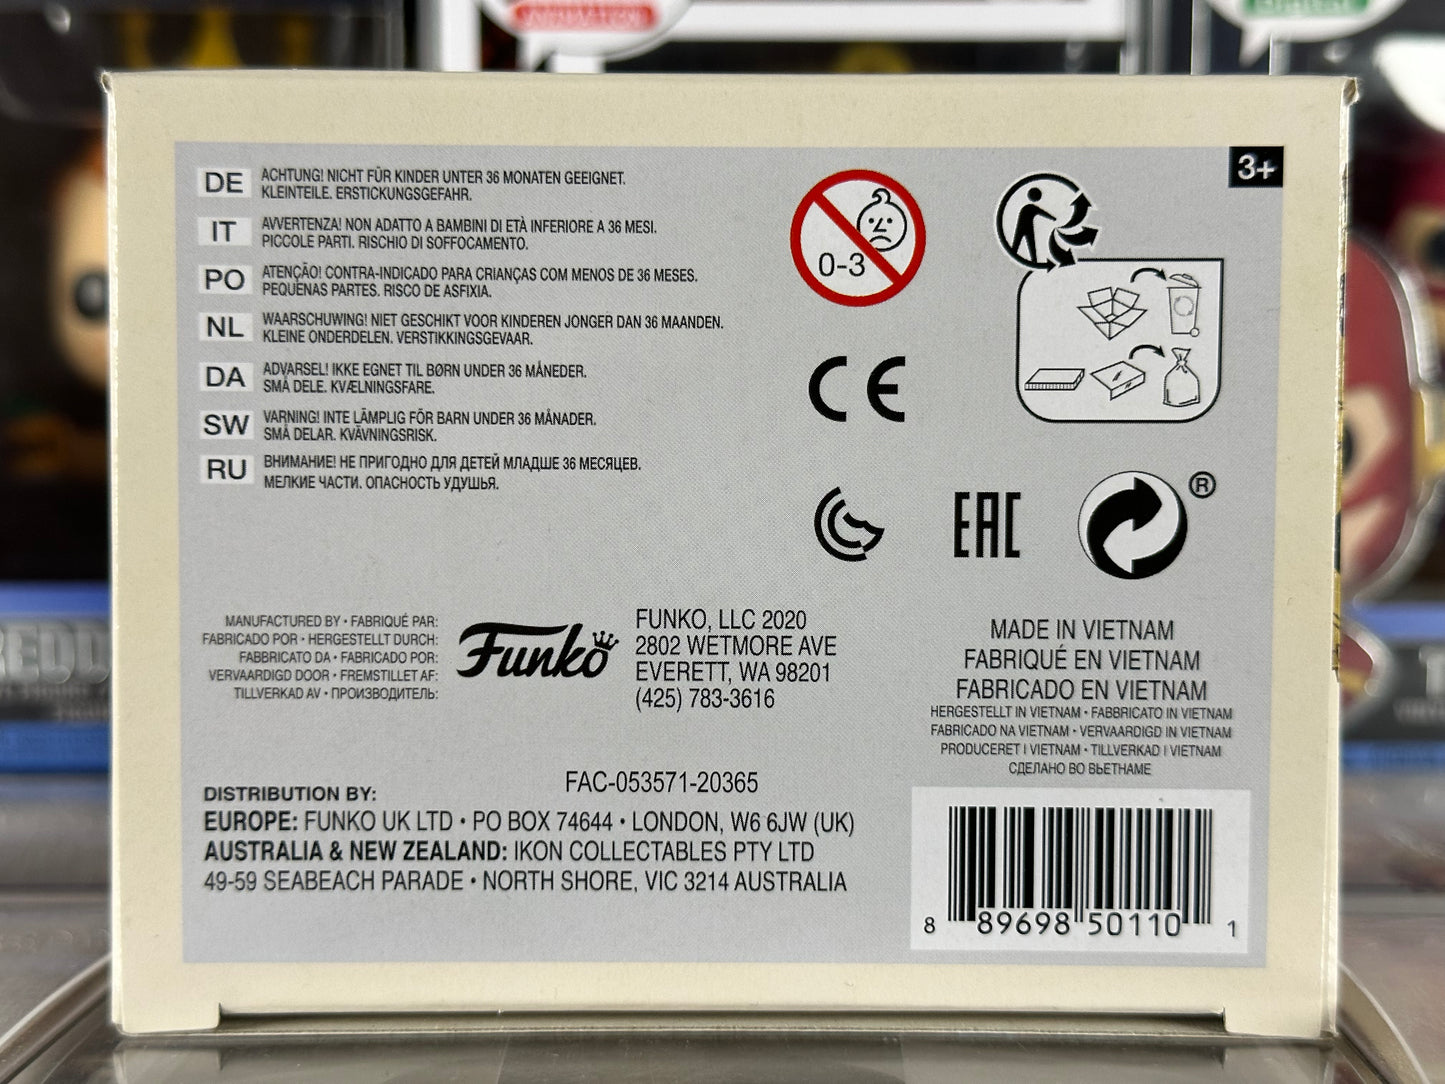 ANIMATION
Digital
3+
DE ACHTUNG! NICHT FÜR KINDER UNTER 36 MONATEN GEEIGNET.
KLEINTEILE. ERSTICKUNGSGEFAHR.
IT AVVERTENZA! NON ADATTO A BAMBINI DI ETÀ INFERIORE A 36 MESI.
PICCOLE PARTI. RISCHIO DI SOFFOCAMENTO.
PO ATENÇÃO! CONTRA-INDICADO PARA CRIANÇAS COM MENOS DE 36 MESES.
PEQUENAS PARTES. RISCO DE ASFIXIA.
NL WAARSCHUWING! NIET GESCHIKT VOOR KINDEREN JONGER DAN 36 MAANDEN.
KLEINE ONDERDELEN. VERSTIKKINGSGEVAAR.
DA ADVARSEL! IKKE EGNET TIL BØRN UNDER 36 MÅNEDER.
SMÅ DELE. KVÆLNINGSFARE.
SW VARNING! INTE LÄMPLIG FÖR BARN UNDER 36 MÅNADER.
SMÅ DELAR. KVÄVNINGSRISK.
RU ВНИМАНИЕ! НЕ ПРИГОДНО ДЛЯ ДЕТЕЙ МЛАДШЕ 36 МЕСЯЦЕВ.
МЕЛКИЕ ЧАСТИ. ОПАСНОСТЬ УДУШЬЯ.
0-3
CE
EAC
®
MANUFACTURED BY • FABRIQUÉ PAR:
FABRICADO POR • HERGESTELLT DURCH:
FABBRICATO DA • FABRICADO POR:
VERVAARDIGD DOOR • FREMSTILLET AF:
TILLVERKAD AV • ПРОИЗВОДИТЕЛЬ:
Funko
FUNKO, LLC 2020
2802 WETMORE AVE
EVERETT, WA 98201
(425) 783-3616
MADE IN VIETNAM
FABRIQUÉ EN VIETNAM
FABRICADO EN VIETNAM
HERGESTELLT IN VIETNAM • FABBRICATO IN VIETNAM
FABRICADO NA VIETNAM • VERVAARDIGD IN VIETNAM
PRODUCERET I VIETNAM • TILLVERKAD I VIETNAM
СДЕЛАНО ВО ВЬЕТНАМЕ
FAC-053571-20365
DISTRIBUTION BY:
EUROPE: FUNKO UK LTD • PO BOX 74644 • LONDON, W6 6JW (UK)
AUSTRALIA & NEW ZEALAND: IKON COLLECTABLES PTY LTD
49-59 SEABEACH PARADE • NORTH SHORE, VIC 3214 AUSTRALIA
8 89698 50110 1